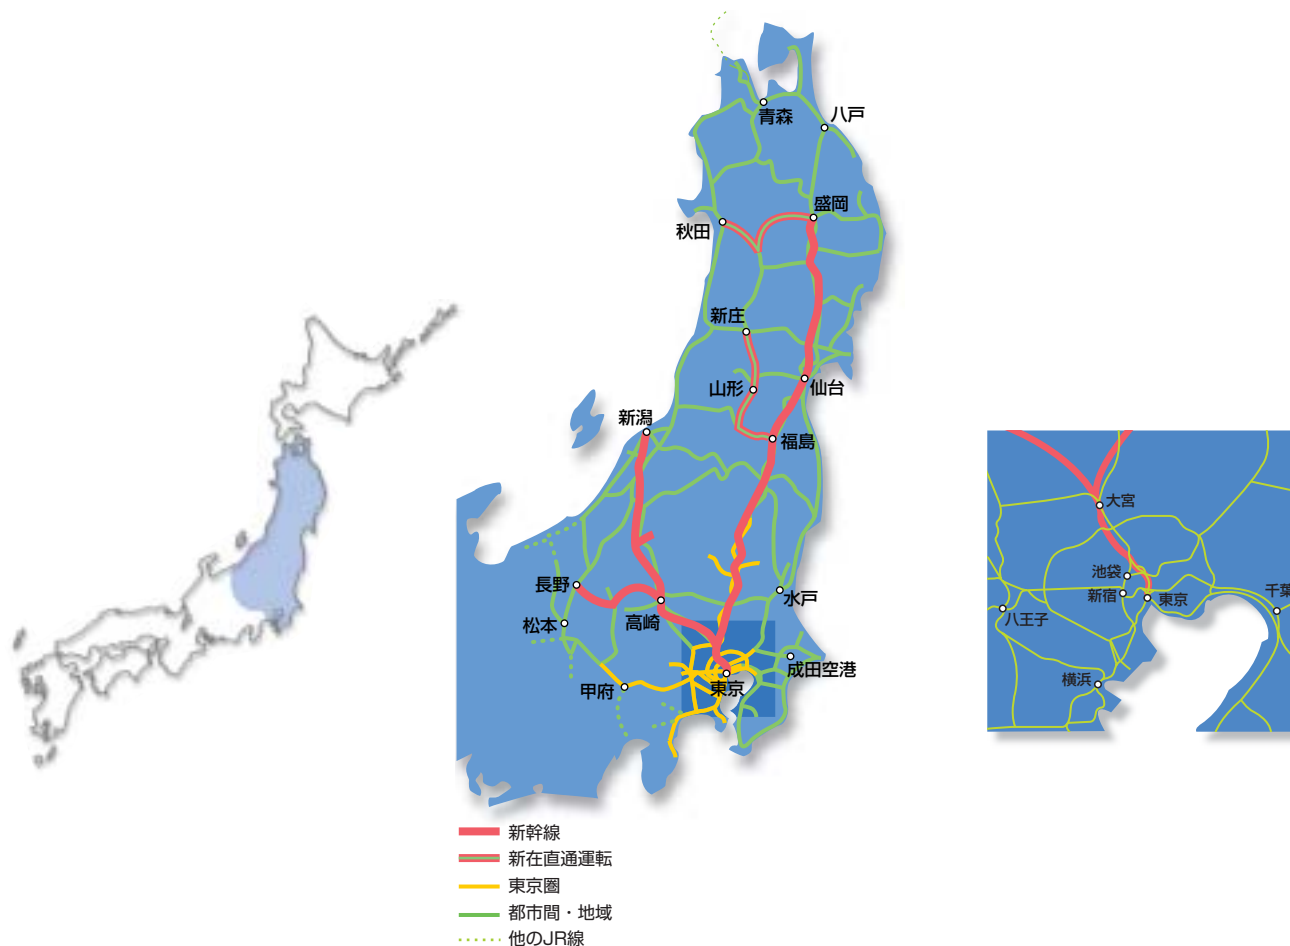 青森
八戸
盛岡
秋田
新庄
山形
仙台
新潟
福島
長野
水戸
高崎
松本
成田空港
甲府
東京
大宮
池袋
新宿
東京
千葉
八王子
横浜
新幹線
新在直通運転
東京圏
都市間・地域
他のJR線